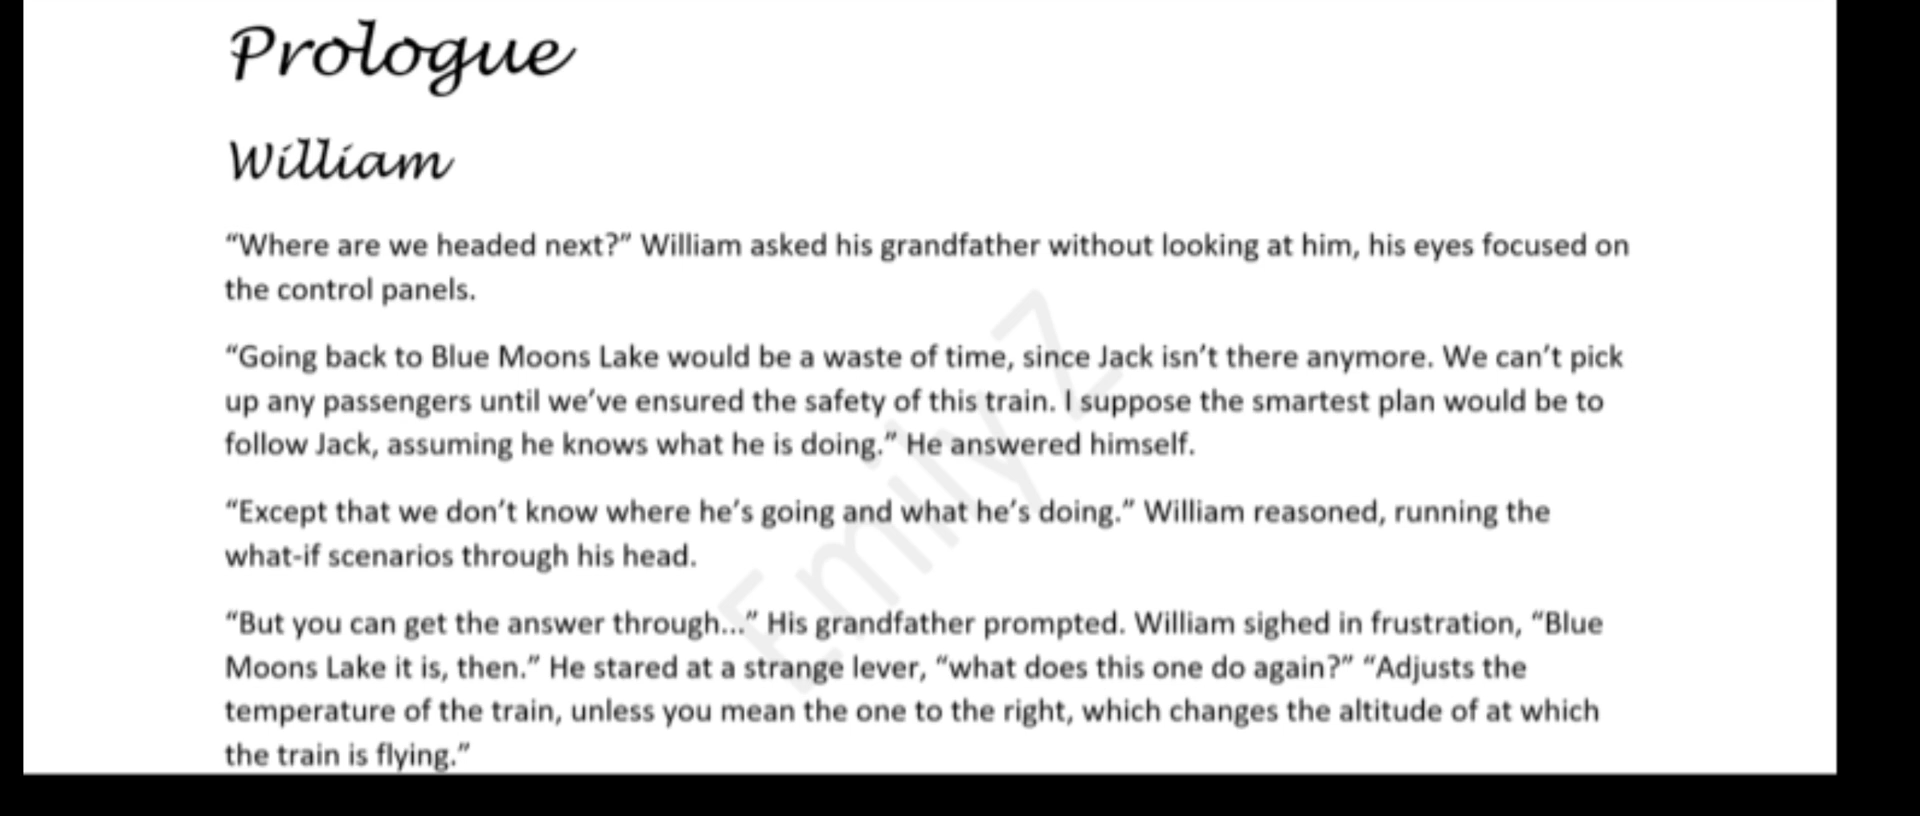 Prologue
William
“Where are we headed next?” William asked his grandfather without looking at him, his eyes focused on
the control panels.
“Going back to Blue Moons Lake would be a waste of time, since Jack isn’t there anymore. We can’t pick
up any passengers until we’ve ensured the safety of this train. I suppose the smartest plan would be to
follow Jack, assuming he knows what he is doing.” He answered himself.
“Except that we don’t know where he’s going and what he’s doing.” William reasoned, running the
what-if scenarios through his head.
“But you can get the answer through...” His grandfather prompted. William sighed in frustration, “Blue
Moons Lake it is, then.” He stared at a strange lever, “what does this one do again?” “Adjusts the
temperature of the train, unless you mean the one to the right, which changes the altitude of at which
the train is flying.”
Emily Z